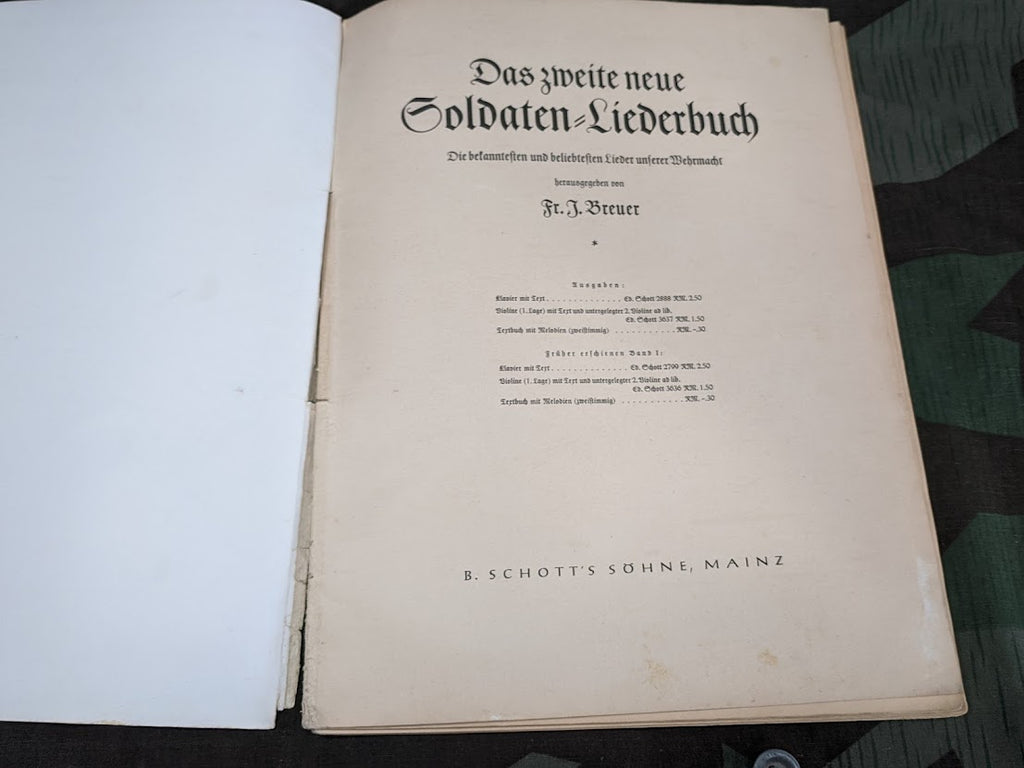 Das zweite neue
Soldaten-Liederbuch
Die bekanntesten und beliebtesten Lieder unserer Wehrmacht
herausgegeben von
Fr. J. Breuer
*
Ausgaben:
Klavier mit Text . . . . . . . . . . . . . Ed. Schott 2888 RM. 2.50
Violine (1. Lage) mit Text und unterlegter 2. Violine ad lib.
Ed. Schott 3637 RM. 1.50
Textbuch mit Melodien (zweistimmig) . . . . . . . . . . . RM. -.30
Früher erschienen Band I:
Klavier mit Text . . . . . . . . . . . . . Ed. Schott 2799 RM. 2.50
Violine (1. Lage) mit Text und untergelegter 2. Violine ad lib.
Ed. Schott 3636 RM. 1.50
Textbuch mit Melodien (zweistimmig) . . . . . . . . . . . RM. -.30
B. SCHOTT'S SÖHNE, MAINZ